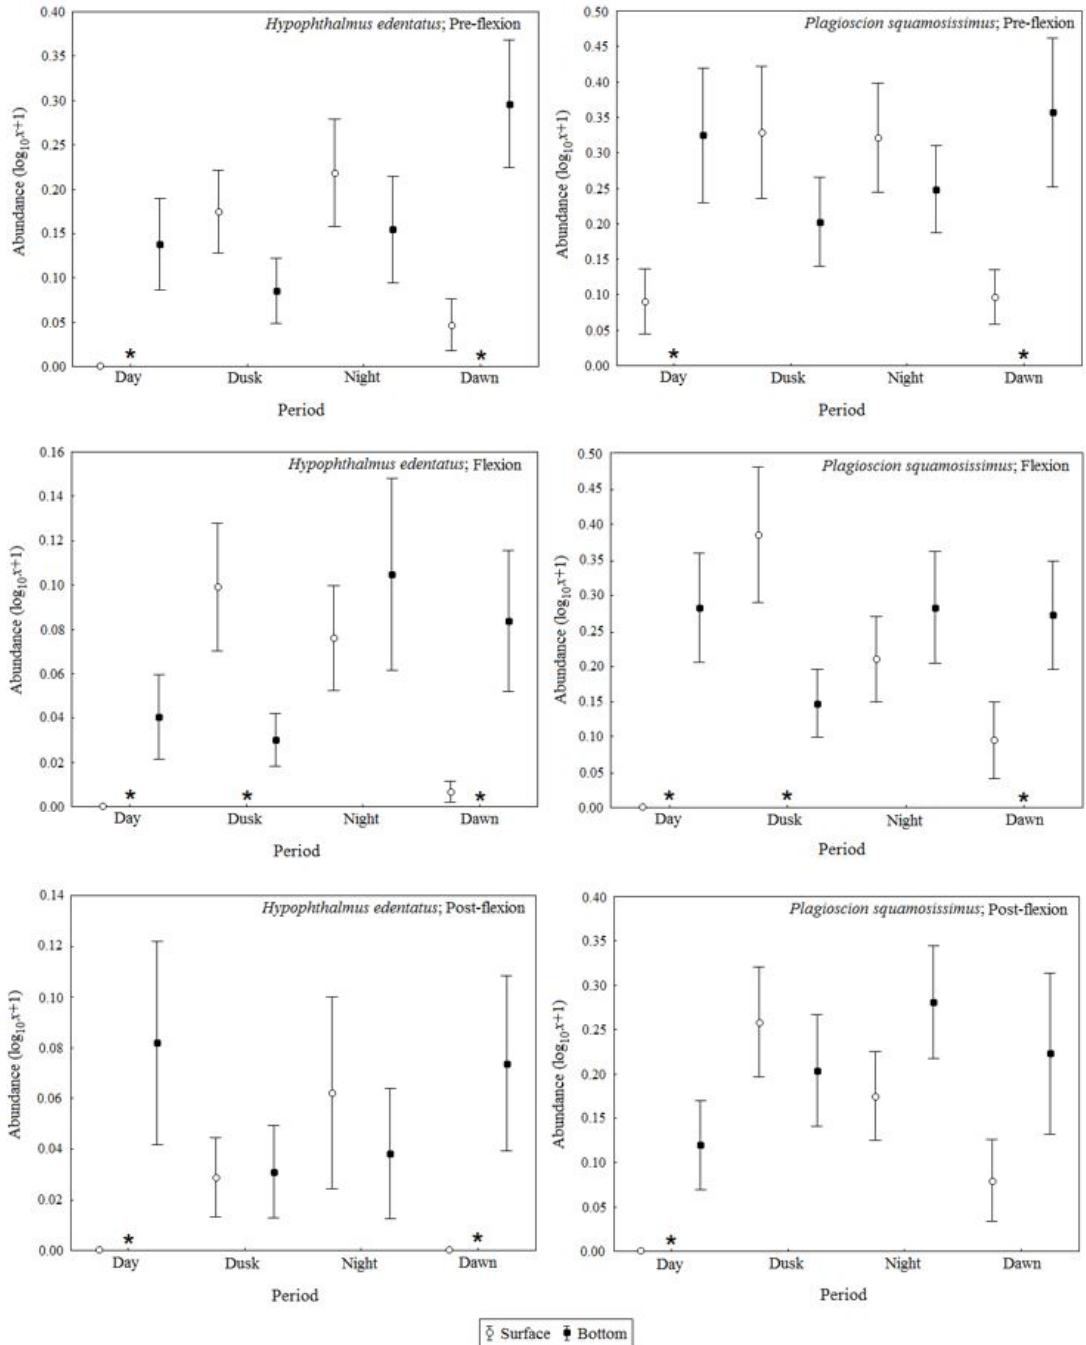 Hypophthalmus edentatus; Pre-flexion
Abundance (log10x+1)
0.40
0.35
0.30
0.25
0.20
0.15
0.10
0.05
0.00
* *
Day Dusk Night Dawn
Period
Plagioscion squamosissimus; Pre-flexion
Abundance (log10x+1)
0.50
0.45
0.40
0.35
0.30
0.25
0.20
0.15
0.10
0.05
0.00
* *
Day Dusk Night Dawn
Period
Hypophthalmus edentatus; Flexion
Abundance (log10x+1)
0.16
0.14
0.12
0.10
0.08
0.06
0.04
0.02
0.00
* * *
Day Dusk Night Dawn
Period
Plagioscion squamosissimus; Flexion
Abundance (log10x+1)
0.50
0.45
0.40
0.35
0.30
0.25
0.20
0.15
0.10
0.05
0.00
* * *
Day Dusk Night Dawn
Period
Hypophthalmus edentatus; Post-flexion
Abundance (log10x+1)
0.14
0.12
0.10
0.08
0.06
0.04
0.02
0.00
* *
Day Dusk Night Dawn
Period
Plagioscion squamosissimus; Post-flexion
Abundance (log10x+1)
0.40
0.35
0.30
0.25
0.20
0.15
0.10
0.05
0.00
*
Day Dusk Night Dawn
Period
Surface Bottom